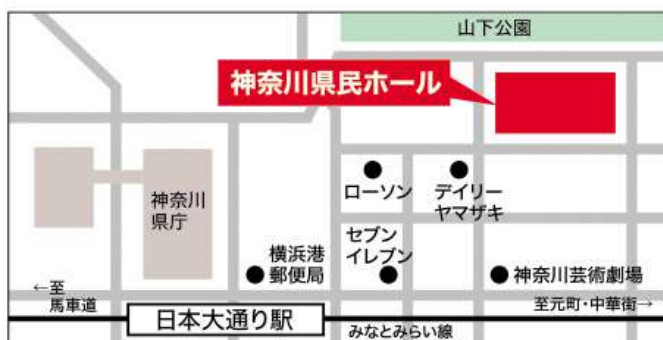 山下公園
神奈川県民ホール
ローソン
デイリー
ヤマザキ
神奈川
県庁
セブン
イレブン
横浜港
郵便局
神奈川芸術劇場
←至
馬車道
至元町・中華街→
日本大通り駅
みなとみらい線